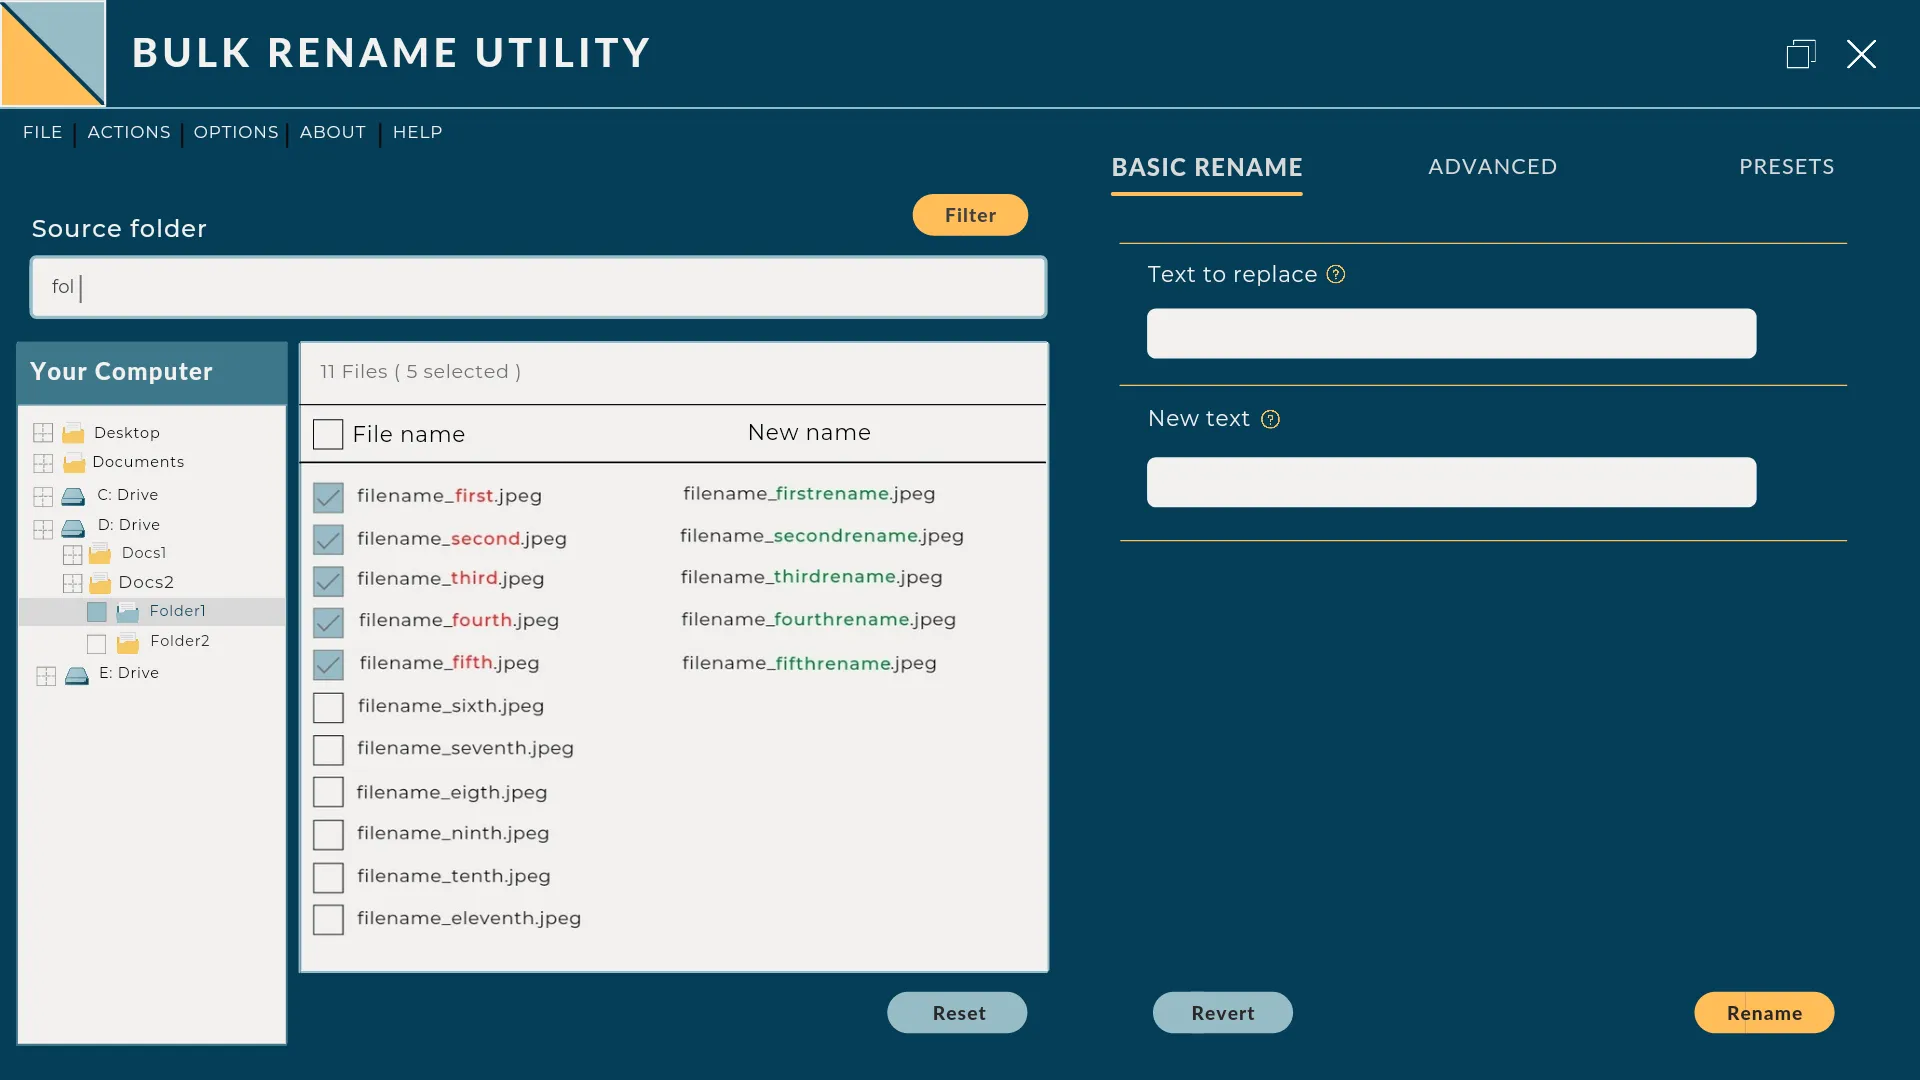 BULK RENAME UTILITY
FILE | ACTIONS | OPTIONS | ABOUT | HELP
Source folder
Filter
fol
Your Computer
Desktop
Documents
C: Drive
D: Drive
Docs1
Docs2
Folder1
Folder2
E: Drive
11 Files ( 5 selected )
File name New name
filename_first.jpeg filename_firstrename.jpeg
filename_second.jpeg filename_secondrename.jpeg
filename_third.jpeg filename_thirdrename.jpeg
filename_fourth.jpeg filename_fourthrename.jpeg
filename_fifth.jpeg filename_fifthrename.jpeg
filename_sixth.jpeg
filename_seventh.jpeg
filename_eigth.jpeg
filename_ninth.jpeg
filename_tenth.jpeg
filename_eleventh.jpeg
Reset
BASIC RENAME ADVANCED PRESETS
Text to replace ?
New text ?
Revert Rename